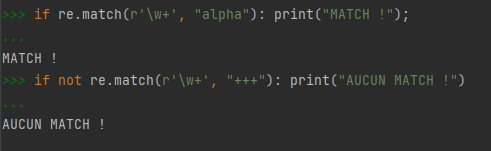 >>> if re.match(r'\w+', "alpha"): print("MATCH !");
...
MATCH !
>>> if not re.match(r'\w+', "+++"): print("AUCUN MATCH !")
...
AUCUN MATCH !